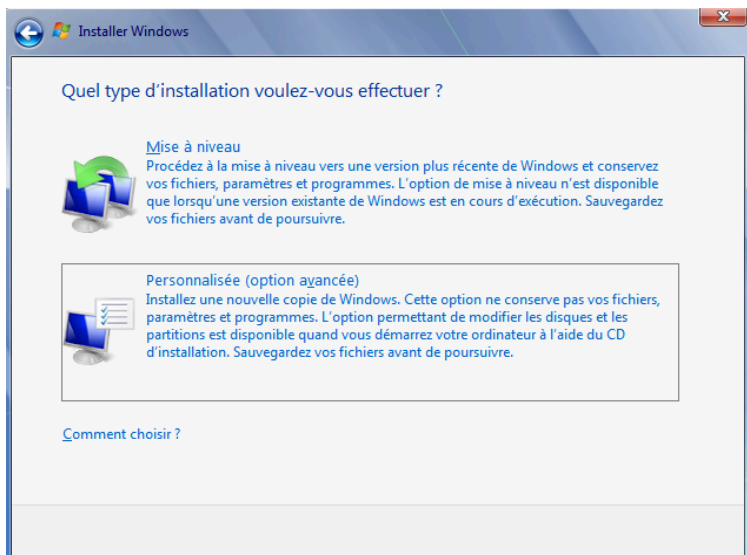 Installer Windows
Quel type d'installation voulez-vous effectuer ?
Mise à niveau
Procédez à la mise à niveau vers une version plus récente de Windows et conservez
vos fichiers, paramètres et programmes. L'option de mise à niveau n'est disponible
que lorsqu'une version existante de Windows est en cours d'exécution. Sauvegardez
vos fichiers avant de poursuivre.
Personnalisée (option avancée)
Installez une nouvelle copie de Windows. Cette option ne conserve pas vos fichiers,
paramètres et programmes. L'option permettant de modifier les disques et les
partitions est disponible quand vous démarrez votre ordinateur à l'aide du CD
d'installation. Sauvegardez vos fichiers avant de poursuivre.
Comment choisir ?